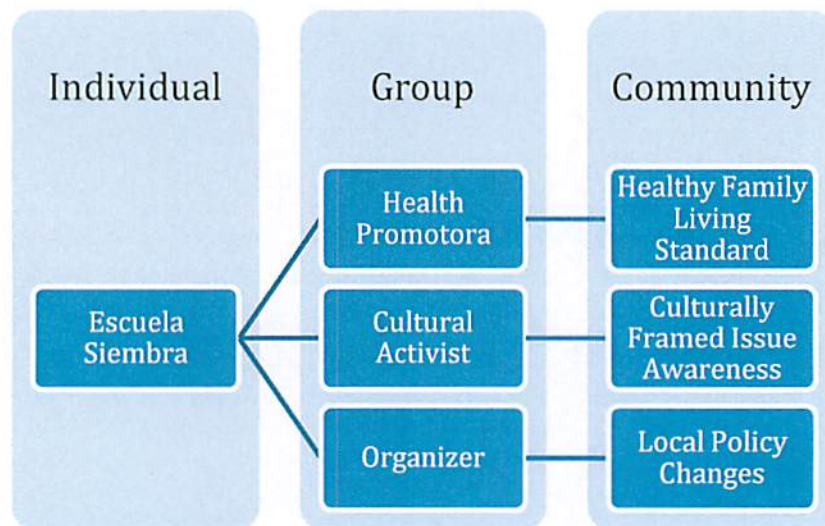 Individual
Group
Community
Escuela
Siembra
Health
Promotora
Cultural
Activist
Organizer
Healthy Family
Living
Standard
Culturally
Framed Issue
Awareness
Local Policy
Changes